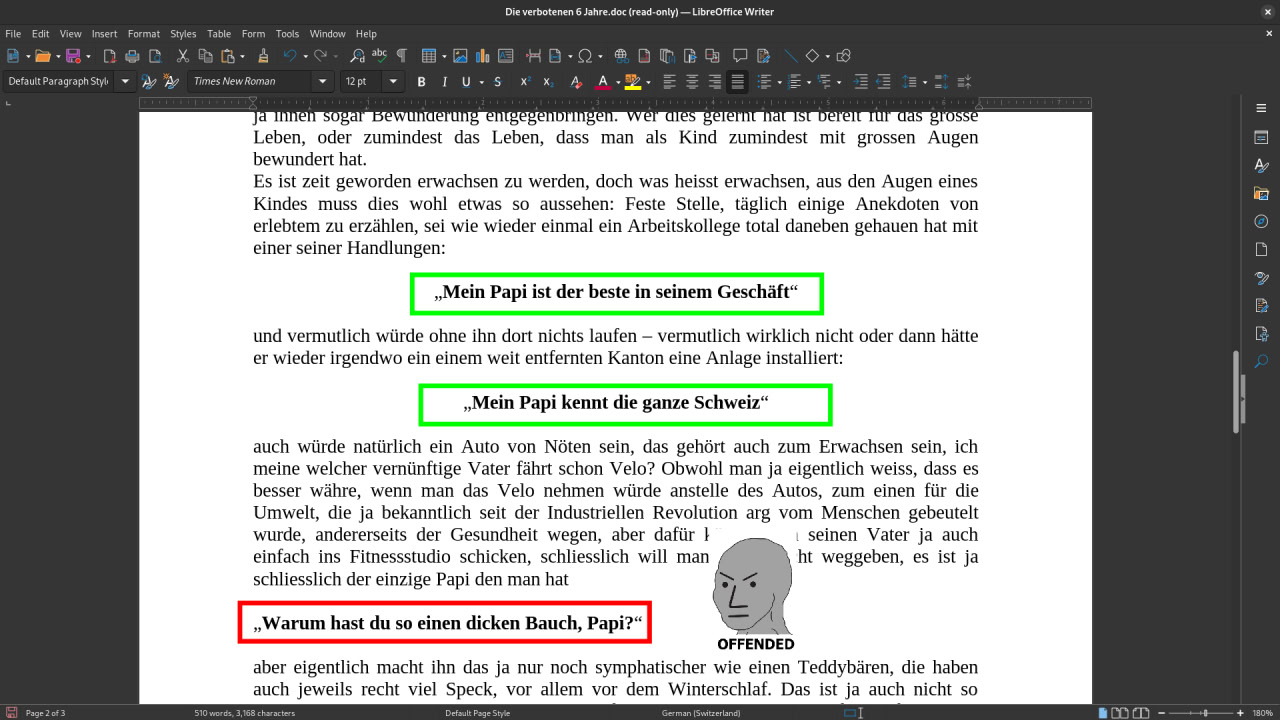 Die verbotenen 6 Jahre.doc (read-only) — LibreOffice Writer
File Edit View Insert Format Styles Table Form Tools Window Help
Default Paragraph Style Times New Roman 12 pt
ja ihnen sogar Bewunderung entgegenbringen. Wer dies gelernt hat ist bereit für das grosse
Leben, oder zumindest das Leben, dass man als Kind zumindest mit grossen Augen
bewundert hat.
Es ist zeit geworden erwachsen zu werden, doch was heisst erwachsen, aus den Augen eines
Kindes muss dies wohl etwas so aussehen: Feste Stelle, täglich einige Anekdoten von
erlebtem zu erzählen, sei wie wieder einmal ein Arbeitskollege total daneben gehauen hat mit
einer seiner Handlungen:
„Mein Papi ist der beste in seinem Geschäft“
und vermutlich würde ohne ihn dort nichts laufen – vermutlich wirklich nicht oder dann hätte
er wieder irgendwo ein einem weit entfernten Kanton eine Anlage installiert:
„Mein Papi kennt die ganze Schweiz“
auch würde natürlich ein Auto von Nöten sein, das gehört auch zum Erwachsen sein, ich
meine welcher vernünftige Vater fährt schon Velo? Obwohl man ja eigentlich weiss, dass es
besser währe, wenn man das Velo nehmen würde anstelle des Autos, zum einen für die
Umwelt, die ja bekanntlich seit der Industriellen Revolution arg vom Menschen gebeutelt
wurde, andererseits der Gesundheit wegen, aber dafür seinen Vater ja auch
einfach ins Fitnessstudio schicken, schliesslich will man weggeben, es ist ja
schliesslich der einzige Papi den man hat
„Warum hast du so einen dicken Bauch, Papi?“
OFFENDED
aber eigentlich macht ihn das ja nur noch symphatischer wie einen Teddybären, die haben
auch jeweils recht viel Speck, vor allem vor dem Winterschlaf. Das ist ja auch nicht so
Page 2 of 3 510 words, 3,168 characters Default Page Style German (Switzerland) 180%